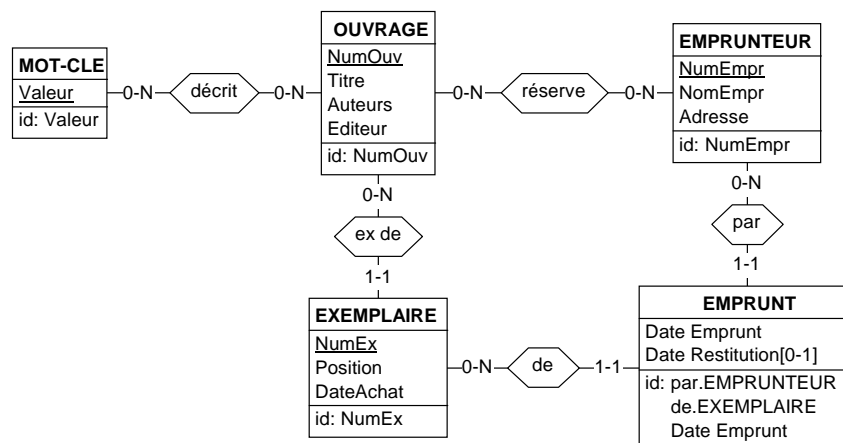 MOT-CLE
Valeur
id: Valeur
0-N
décrit
0-N
OUVRAGE
NumOuv
Titre
Auteurs
Editeur
id: NumOuv
0-N
réserve
0-N
EMPRUNTEUR
NumEmpr
NomEmpr
Adresse
id: NumEmpr
0-N
ex de
1-1
0-N
par
1-1
EXEMPLAIRE
NumEx
Position
DateAchat
id: NumEx
0-N
de
1-1
EMPRUNT
Date Emprunt
Date Restitution[0-1]
id: par.EMPRUNTEUR
de.EXEMPLAIRE
Date Emprunt